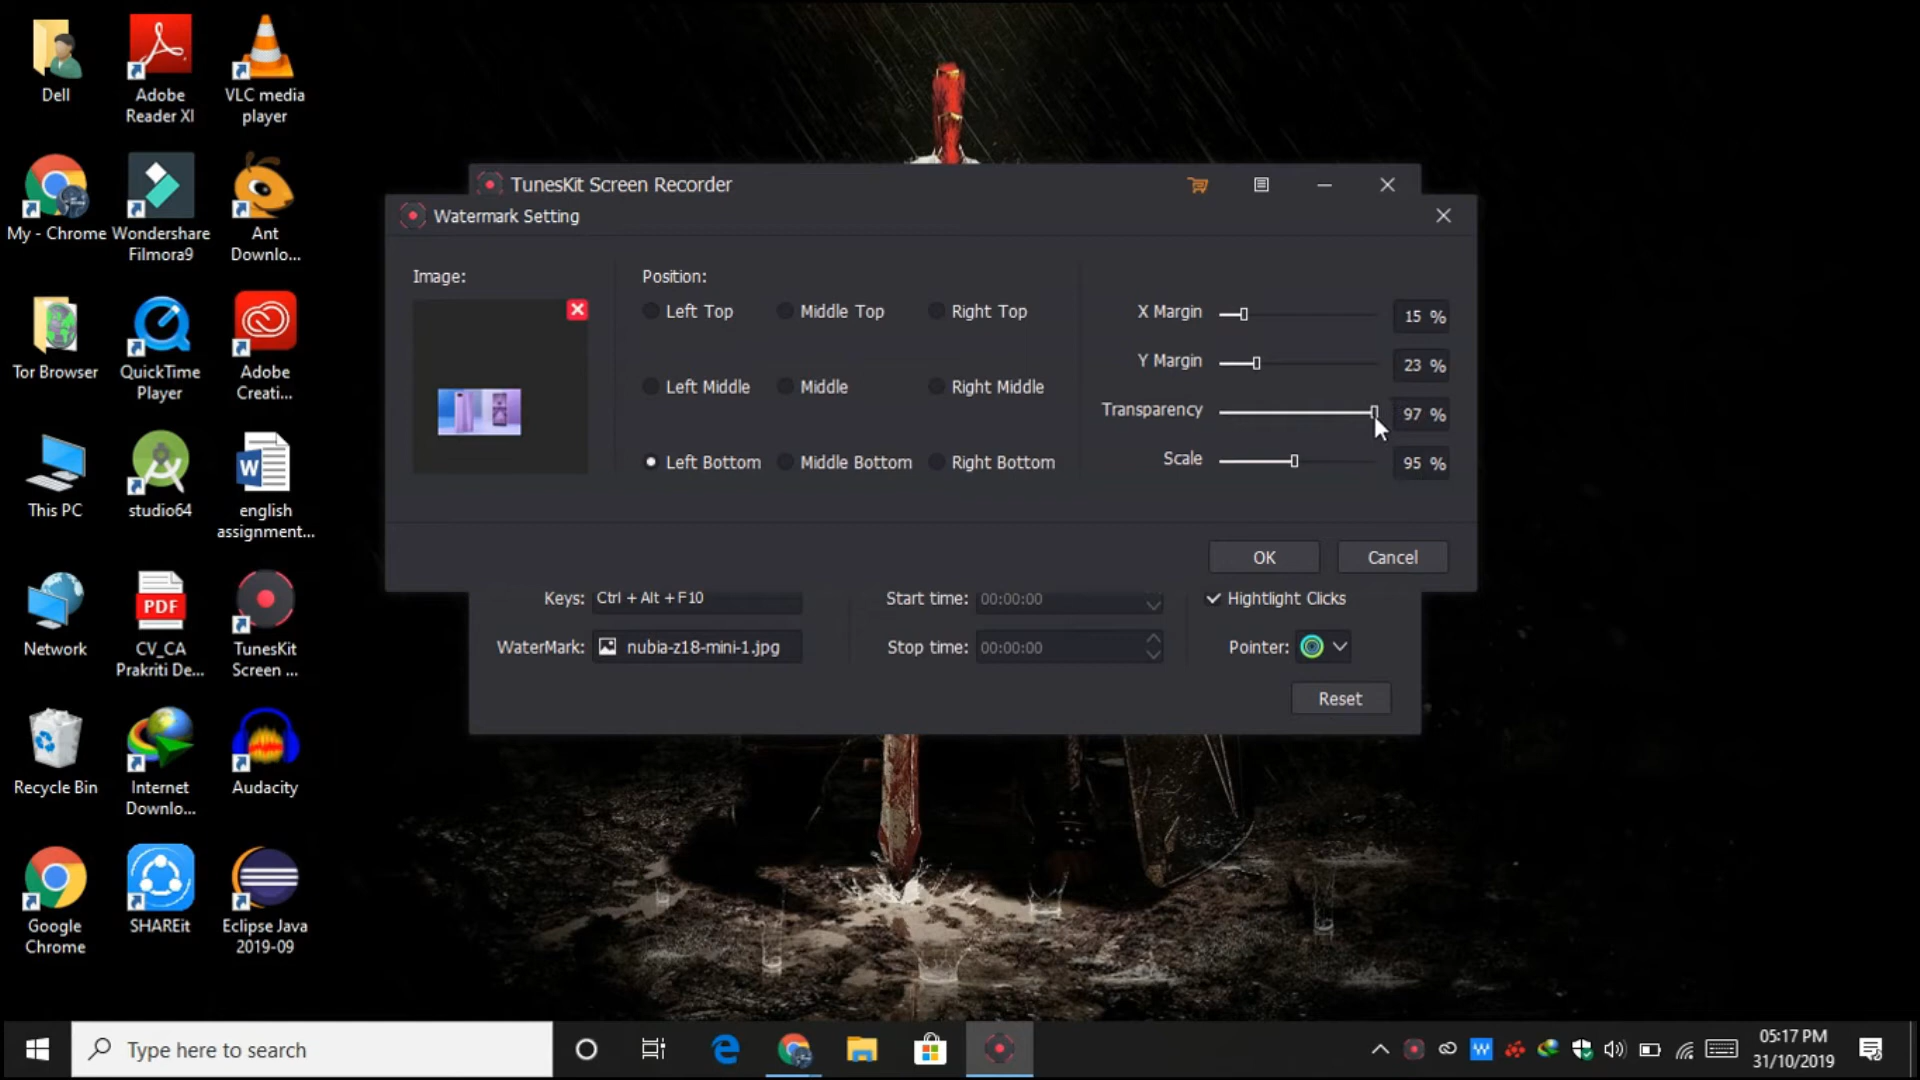 Dell
Adobe
Reader XI
VLC media
player
My - Chrome
Wondershare
Filmora9
Ant
Downlo...
Tor Browser
QuickTime
Player
Adobe
Creati...
This PC
studio64
english
assignment...
Network
PDF
CV_CA
Prakriti De...
TunesKit
Screen ...
Recycle Bin
Internet
Downlo...
Audacity
Google
Chrome
SHAREit
Eclipse Java
2019-09
TunesKit Screen Recorder
Watermark Setting
Image:
Position:
Left Top
Middle Top
Right Top
Left Middle
Middle
Right Middle
Left Bottom
Middle Bottom
Right Bottom
X Margin 15 %
Y Margin 23 %
Transparency 97 %
Scale 95 %
OK
Cancel
Keys: Ctrl + Alt + F10
Start time: 00:00:00
Hightlight Clicks
WaterMark: nubia-z18-mini-1.jpg
Stop time: 00:00:00
Pointer:
Reset
Type here to search
05:17 PM
31/10/2019